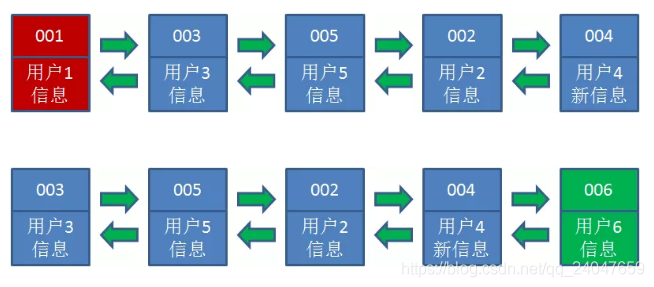 001 003 005 002 004
用户1 用户3 用户5 用户2 用户4
信息 信息 信息 信息 新信息
003 005 002 004 006
用户3 用户5 用户2 用户4 用户6
信息 信息 信息 新信息 信息
https://blog.csdn.net/qq_24047659